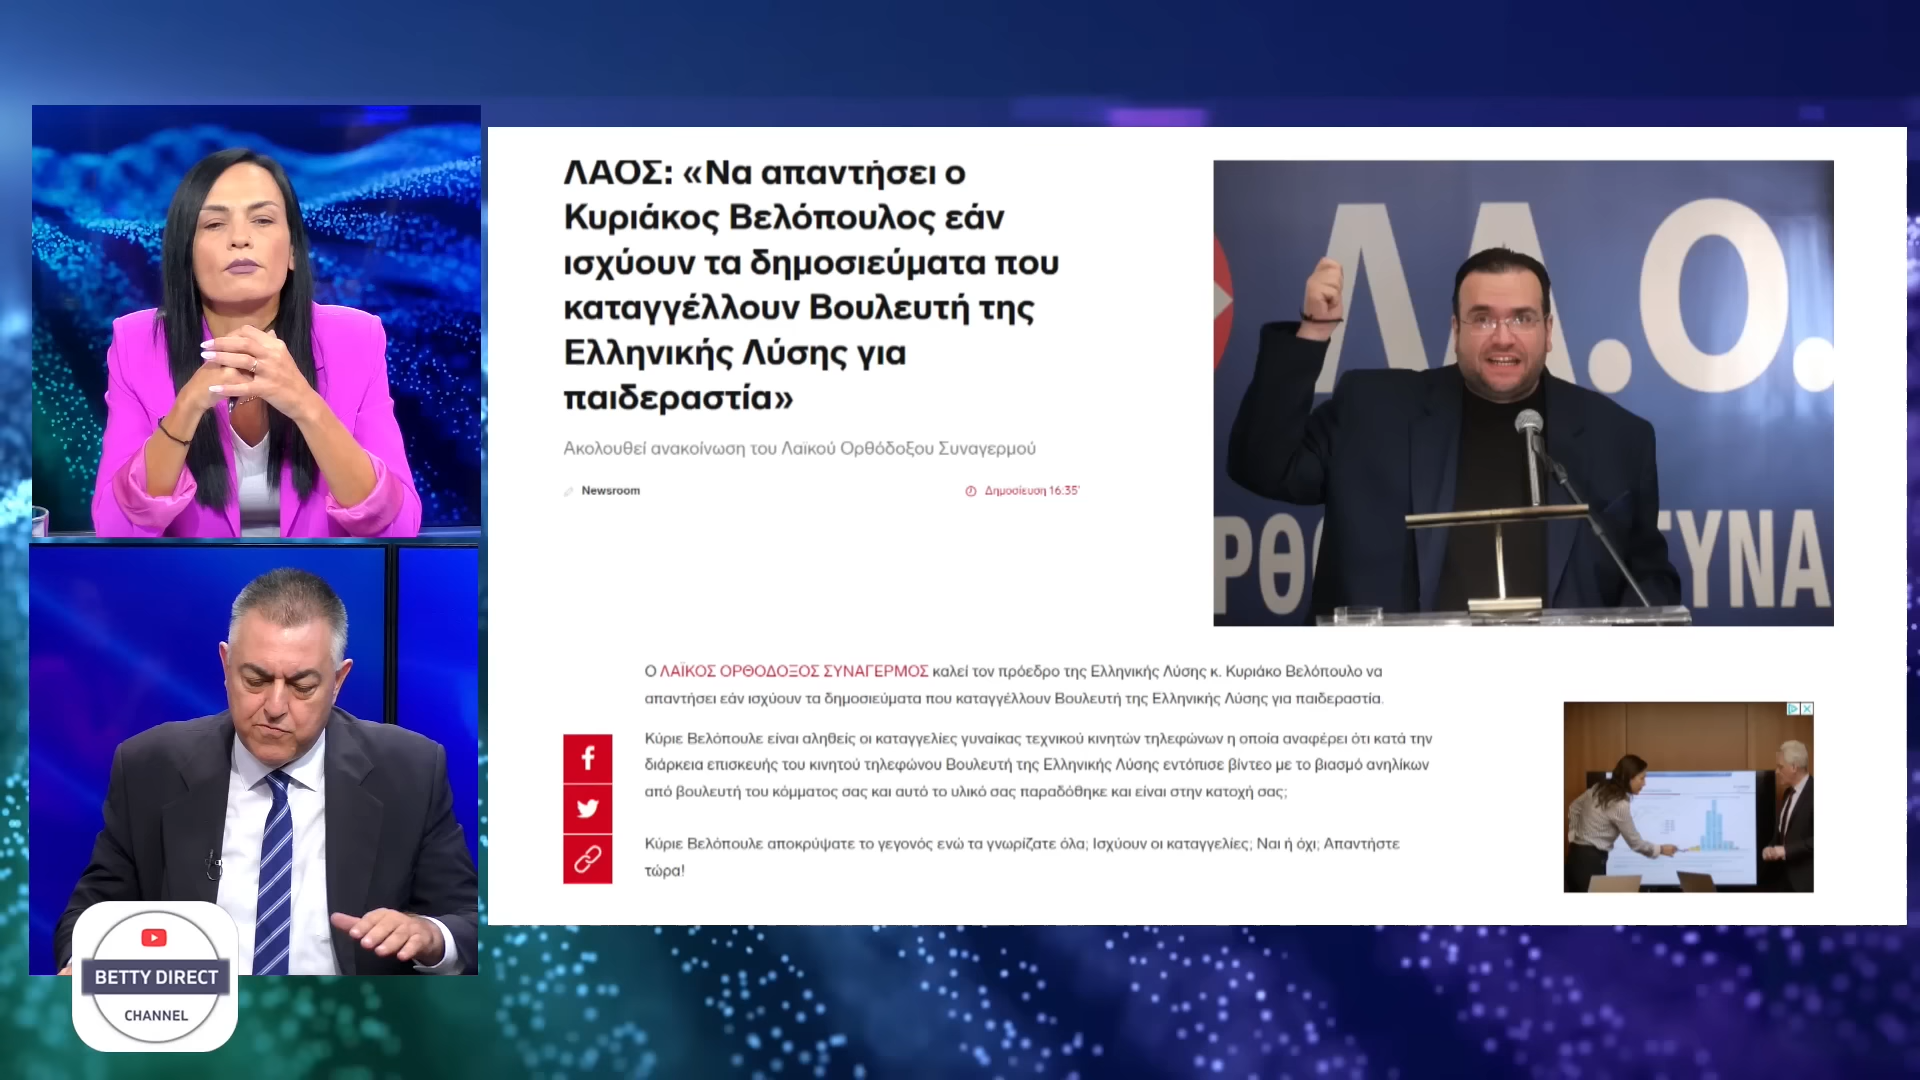 ΛΑΟΣ: «Να απαντήσει ο
Κυριάκος Βελόπουλος εάν
ισχύουν τα δημοσιεύματα που
καταγγέλλουν Βουλευτή της
Ελληνικής Λύσης για
παιδεραστία»
Ακολουθεί ανακοίνωση του Λαϊκού Ορθόδοξου Συναγερμού
Newsroom
Δημοσίευση 16:35'
Λ.Α.Ο.
ΡΘ
ΥΝΑ
Ο ΛΑΪΚΟΣ ΟΡΘΟΔΟΞΟΣ ΣΥΝΑΓΕΡΜΟΣ καλεί τον πρόεδρο της Ελληνικής Λύσης κ. Κυριάκο Βελόπουλο να
απαντήσει εάν ισχύουν τα δημοσιεύματα που καταγγέλλουν Βουλευτή της Ελληνικής Λύσης για παιδεραστία.
Κύριε Βελόπουλε είναι αληθείς οι καταγγελίες γυναίκας τεχνικού κινητών τηλεφώνων η οποία αναφέρει ότι κατά την
διάρκεια επισκευής του κινητού τηλεφώνου Βουλευτή της Ελληνικής Λύσης εντόπισε βίντεο με το βιασμό ανηλίκων
από βουλευτή του κόμματος σας και αυτό το υλικό σας παραδόθηκε και είναι στην κατοχή σας;
Κύριε Βελόπουλε αποκρύψατε το γεγονός ενώ τα γνωρίζατε όλα; Ισχύουν οι καταγγελίες; Ναι ή όχι; Απαντήστε
τώρα!
BETTY DIRECT
CHANNEL